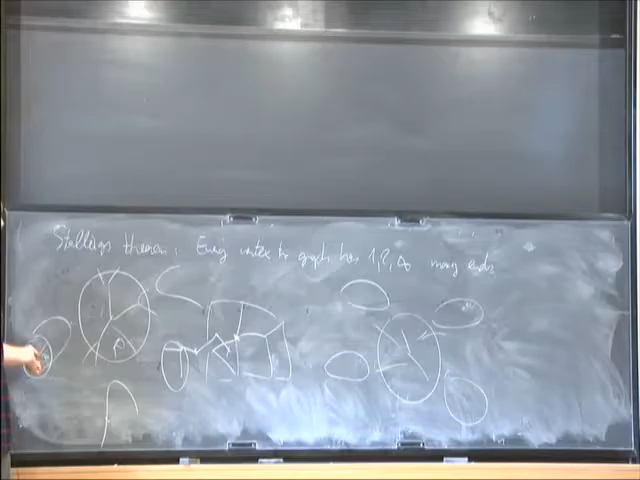 Stallings theorem: Every vertex tr graph has 1, 2, ∞ many ends